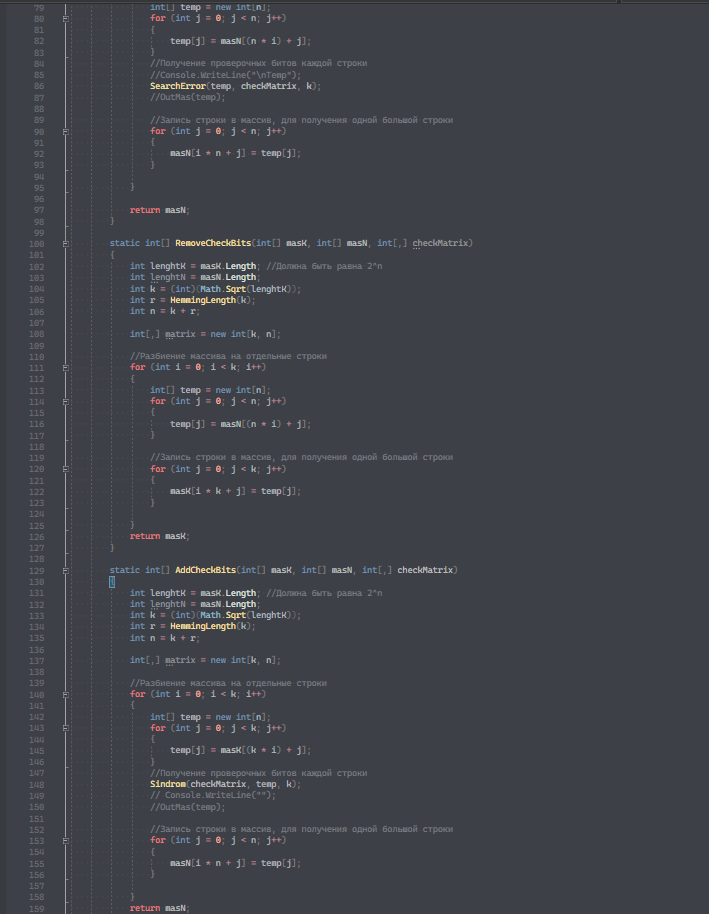 79 int[] temp = new int[n];
80 for (int j = 0; j < n; j++)
81 {
82 temp[j] = masN[(n * i) + j];
83 }
84 //Получение проверочных битов каждой строки
85 //Console.WriteLine("\nTemp");
86 SearchError(temp, checkMatrix, k);
87 //OutMas(temp);
88
89 //Запись строки в массив, для получения одной большой строки
90 for (int j = 0; j < n; j++)
91 {
92 masN[i * n + j] = temp[j];
93 }
94
95 }
96
97 return masN;
98 }
99
100 static int[] RemoveCheckBits(int[] masK, int[] masN, int[,] checkMatrix)
101 {
102 int lenghtK = masK.Length; //Должна быть равна 2^n
103 int lenghtN = masN.Length;
104 int k = (int)(Math.Sqrt(lenghtK));
105 int r = HemmingLength(k);
106 int n = k + r;
107
108 int[,] matrix = new int[k, n];
109
110 //Разбиение массива на отдельные строки
111 for (int i = 0; i < k; i++)
112 {
113 int[] temp = new int[n];
114 for (int j = 0; j < n; j++)
115 {
116 temp[j] = masN[(n * i) + j];
117 }
118
119 //Запись строки в массив, для получения одной большой строки
120 for (int j = 0; j < k; j++)
121 {
122 masK[i * k + j] = temp[j];
123 }
124
125 }
126 return masK;
127 }
128
129 static int[] AddCheckBits(int[] masK, int[] masN, int[,] checkMatrix)
130 {
131 int lenghtK = masK.Length; //Должна быть равна 2^n
132 int lenghtN = masN.Length;
133 int k = (int)(Math.Sqrt(lenghtK));
134 int r = HemmingLength(k);
135 int n = k + r;
136
137 int[,] matrix = new int[k, n];
138
139 //Разбиение массива на отдельные строки
140 for (int i = 0; i < k; i++)
141 {
142 int[] temp = new int[n];
143 for (int j = 0; j < k; j++)
144 {
145 temp[j] = masK[(k * i) + j];
146 }
147 //Получение проверочных битов каждой строки
148 Sindrom(checkMatrix, temp, k);
149 // Console.WriteLine("");
150 //OutMas(temp);
151
152 //Запись строки в массив, для получения одной большой строки
153 for (int j = 0; j < n; j++)
154 {
155 masN[i * n + j] = temp[j];
156 }
157
158 }
159 return masN;